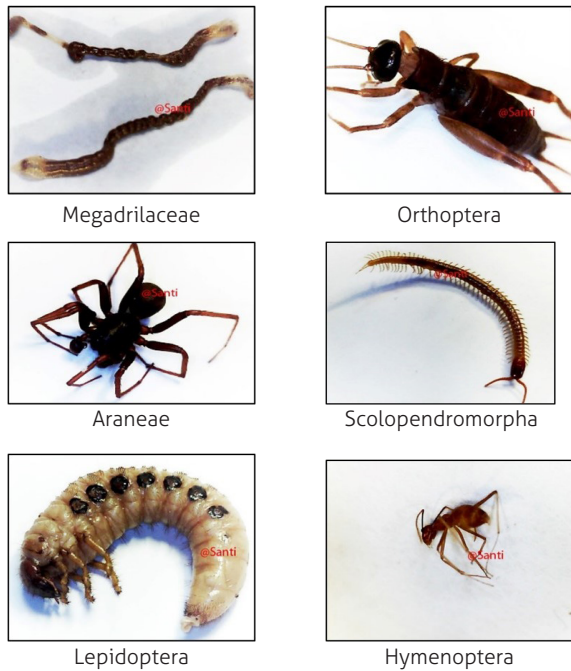 @Santi
@Santi
Megadrilaceae
Orthoptera
@Santi
@Santi
Araneae
Scolopendromorpha
@Santi
@Santi
Lepidoptera
Hymenoptera